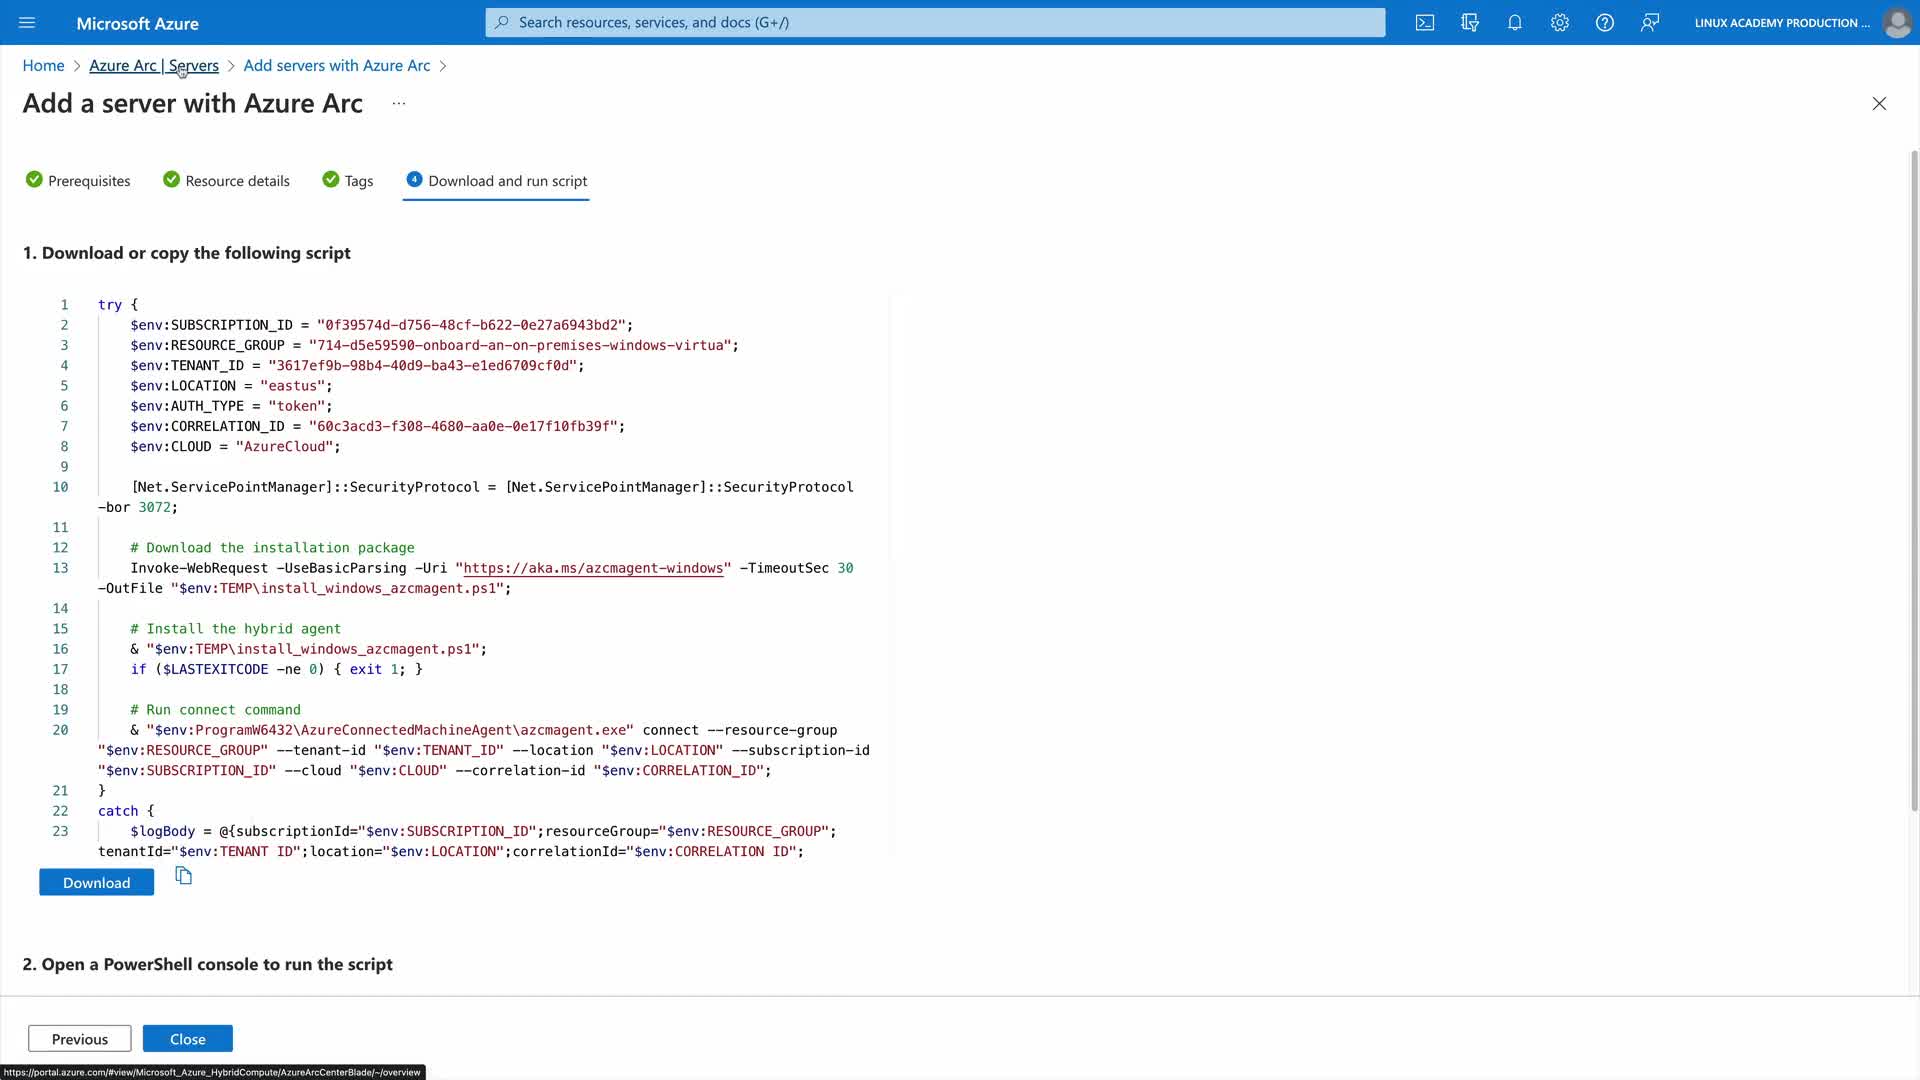 Microsoft Azure
Search resources, services, and docs (G+/)
LINUX ACADEMY PRODUCTION ...
Home > Azure Arc | Servers > Add servers with Azure Arc >
Add a server with Azure Arc ...
Prerequisites
Resource details
Tags
4 Download and run script
1. Download or copy the following script
1 try {
2 $env:SUBSCRIPTION_ID = "0f39574d-d756-48cf-b622-0e27a6943bd2";
3 $env:RESOURCE_GROUP = "714-d5e59590-onboard-an-on-premises-windows-virtua";
4 $env:TENANT_ID = "3617ef9b-98b4-40d9-ba43-e1ed6709cf0d";
5 $env:LOCATION = "eastus";
6 $env:AUTH_TYPE = "token";
7 $env:CORRELATION_ID = "60c3acd3-f308-4680-aa0e-0e17f10fb39f";
8 $env:CLOUD = "AzureCloud";
9
10 [Net.ServicePointManager]::SecurityProtocol = [Net.ServicePointManager]::SecurityProtocol
-bor 3072;
11
12 # Download the installation package
13 Invoke-WebRequest -UseBasicParsing -Uri "https://aka.ms/azcmagent-windows" -TimeoutSec 30
-OutFile "$env:TEMP\install_windows_azcmagent.ps1";
14
15 # Install the hybrid agent
16 & "$env:TEMP\install_windows_azcmagent.ps1";
17 if ($LASTEXITCODE -ne 0) { exit 1; }
18
19 # Run connect command
20 & "$env:ProgramW6432\AzureConnectedMachineAgent\azcmagent.exe" connect --resource-group
"$env:RESOURCE_GROUP" --tenant-id "$env:TENANT_ID" --location "$env:LOCATION" --subscription-id
"$env:SUBSCRIPTION_ID" --cloud "$env:CLOUD" --correlation-id "$env:CORRELATION_ID";
21 }
22 catch {
23 $logBody = @{subscriptionId="$env:SUBSCRIPTION_ID";resourceGroup="$env:RESOURCE_GROUP";
tenantId="$env:TENANT_ID";location="$env:LOCATION";correlationId="$env:CORRELATION_ID";
Download
2. Open a PowerShell console to run the script
Previous
Close
https://portal.azure.com/#view/Microsoft_Azure_HybridCompute/AzureArcCenterBlade/~/overview